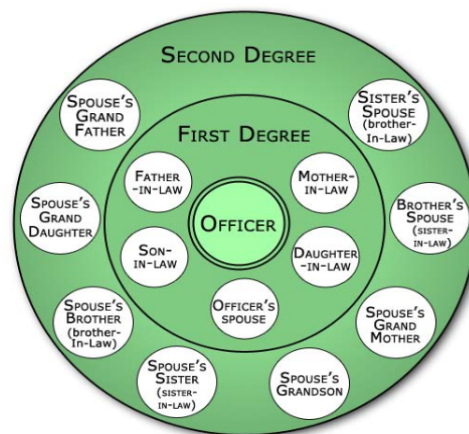 SECOND DEGREE
SPOUSE'S
GRAND
FATHER
SISTER'S
SPOUSE
(brother-
In-Law)
FIRST DEGREE
FATHER
-IN-LAW
MOTHER-
IN-LAW
SPOUSE'S
GRAND
DAUGHTER
OFFICER
BROTHER'S
SPOUSE
(SISTER-
IN-LAW)
SON-
IN-LAW
DAUGHTER-
IN-LAW
SPOUSE'S
BROTHER
(brother-
In-Law)
OFFICER'S
SPOUSE
SPOUSE'S
GRAND
MOTHER
SPOUSE'S
SISTER
(SISTER-
IN-LAW)
SPOUSE'S
GRANDSON